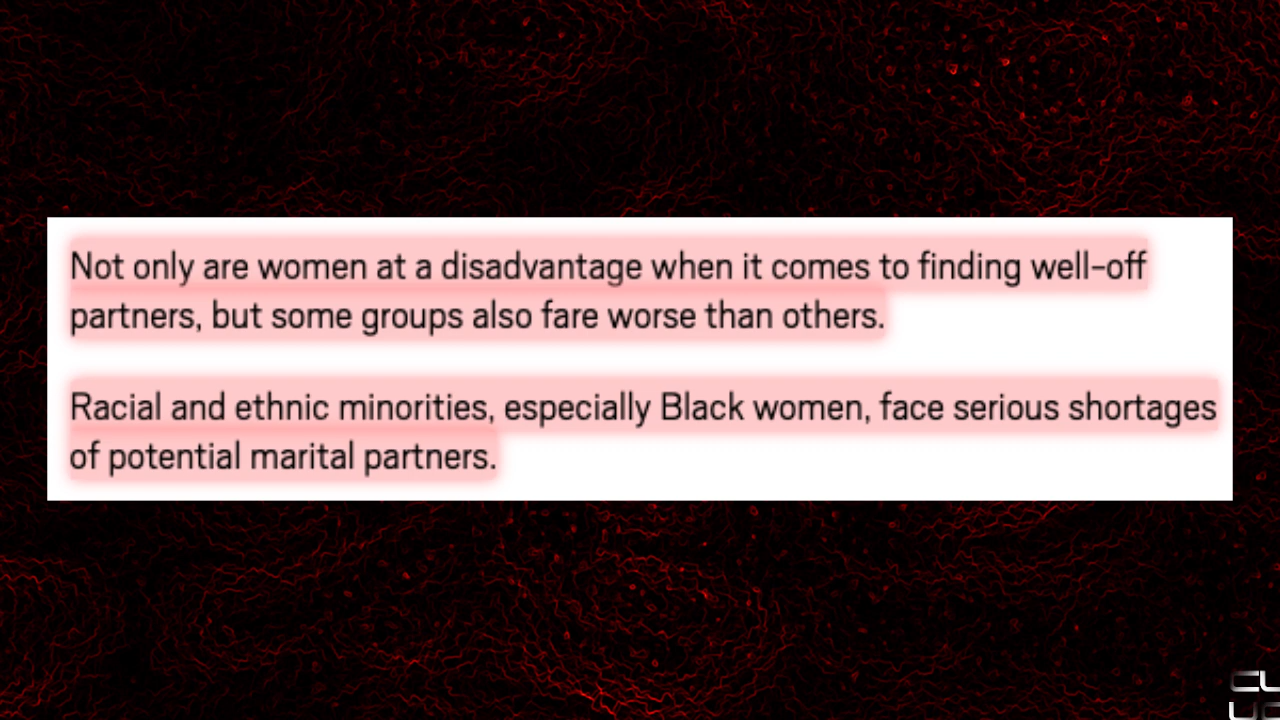 Not only are women at a disadvantage when it comes to finding well-off
partners, but some groups also fare worse than others.
Racial and ethnic minorities, especially Black women, face serious shortages
of potential marital partners.
CL